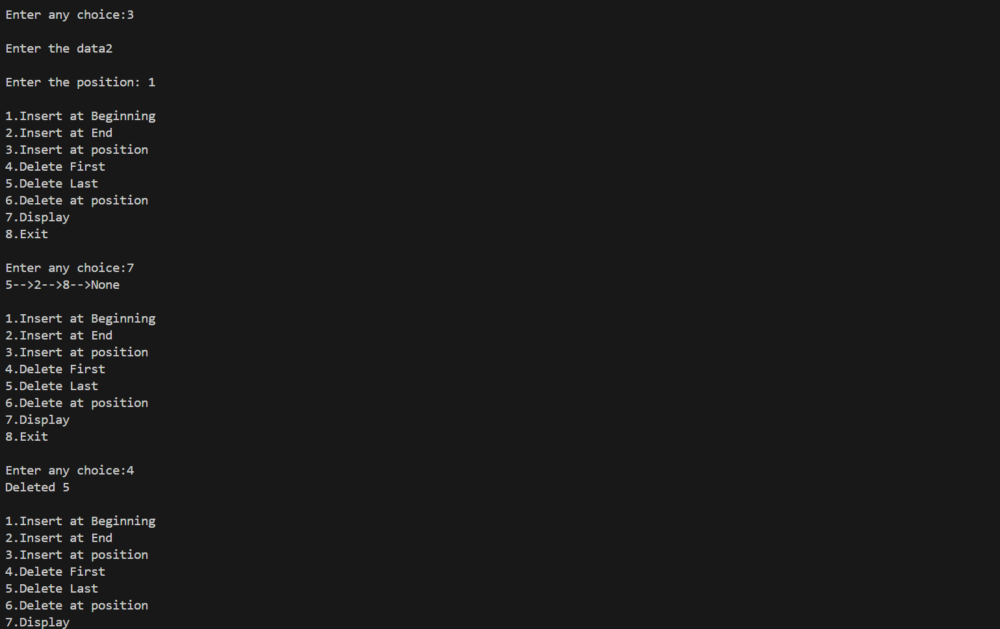 Enter any choice:3
Enter the data2
Enter the position: 1
1.Insert at Beginning
2.Insert at End
3.Insert at position
4.Delete First
5.Delete Last
6.Delete at position
7.Display
8.Exit
Enter any choice:7
5-->2-->8-->None
1.Insert at Beginning
2.Insert at End
3.Insert at position
4.Delete First
5.Delete Last
6.Delete at position
7.Display
8.Exit
Enter any choice:4
Deleted 5
1.Insert at Beginning
2.Insert at End
3.Insert at position
4.Delete First
5.Delete Last
6.Delete at position
7.Display